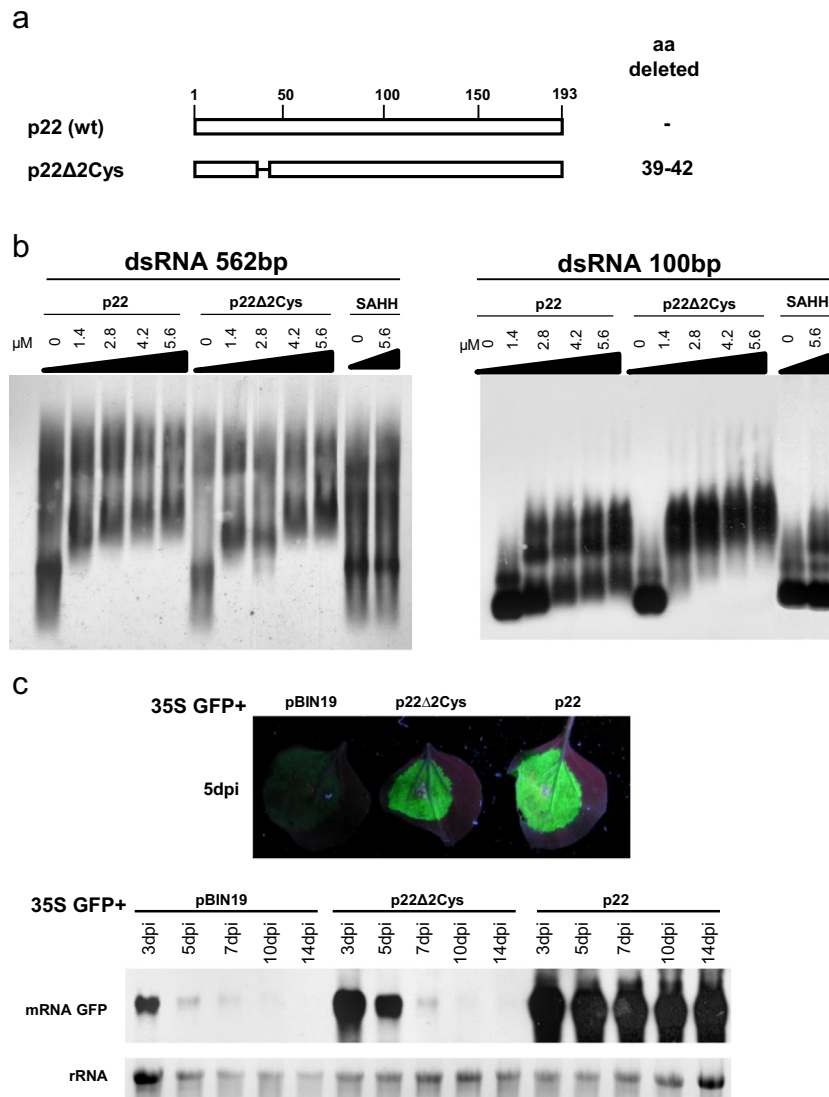 a
aa
deleted
1 50 100 150 193
p22 (wt) -
p22Δ2Cys 39-42
b
dsRNA 562bp
p22 p22Δ2Cys SAHH
µM 0 1.4 2.8 4.2 5.6 0 1.4 2.8 4.2 5.6 0 5.6
dsRNA 100bp
p22 p22Δ2Cys SAHH
µM 0 1.4 2.8 4.2 5.6 0 1.4 2.8 4.2 5.6 0 5.6
c
35S GFP+ pBIN19 p22Δ2Cys p22
5dpi
35S GFP+ pBIN19 p22Δ2Cys p22
3dpi 5dpi 7dpi 10dpi 14dpi 3dpi 5dpi 7dpi 10dpi 14dpi 3dpi 5dpi 7dpi 10dpi 14dpi
mRNA GFP
rRNA